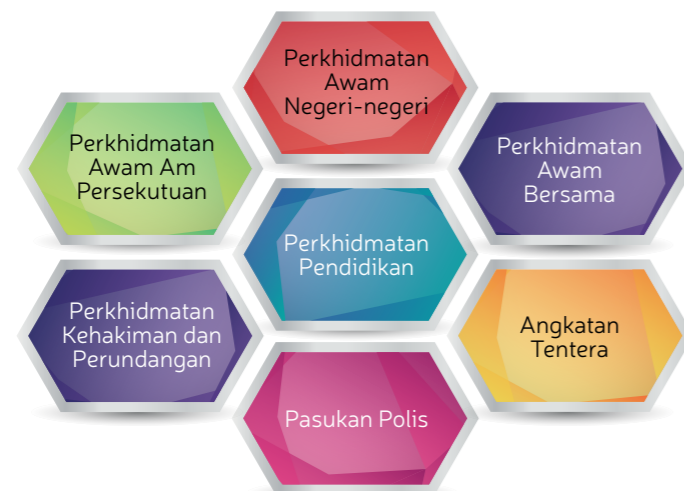 Perkhidmatan
Awam
Negeri-negeri
Perkhidmatan
Awam Am
Persekutuan
Perkhidmatan
Awam
Bersama
Perkhidmatan
Pendidikan
Perkhidmatan
Kehakiman dan
Perundangan
Angkatan
Tentera
Pasukan Polis